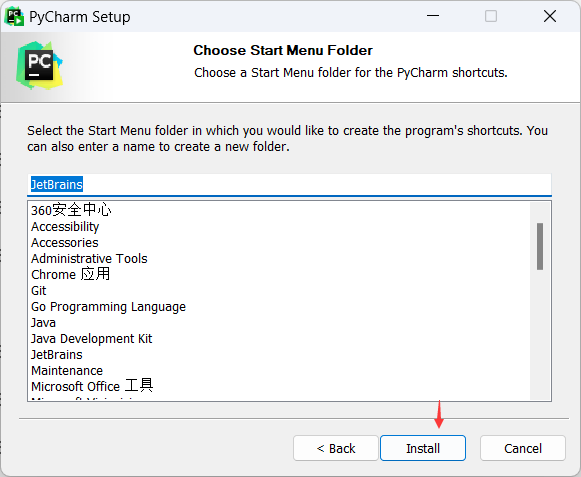 PyCharm Setup
PC
Choose Start Menu Folder
Choose a Start Menu folder for the PyCharm shortcuts.
Select the Start Menu folder in which you would like to create the program's shortcuts. You
can also enter a name to create a new folder.
JetBrains
360安全中心
Accessibility
Accessories
Administrative Tools
Chrome 应用
Git
Go Programming Language
Java
Java Development Kit
JetBrains
Maintenance
Microsoft Office 工具
< Back
Install
Cancel